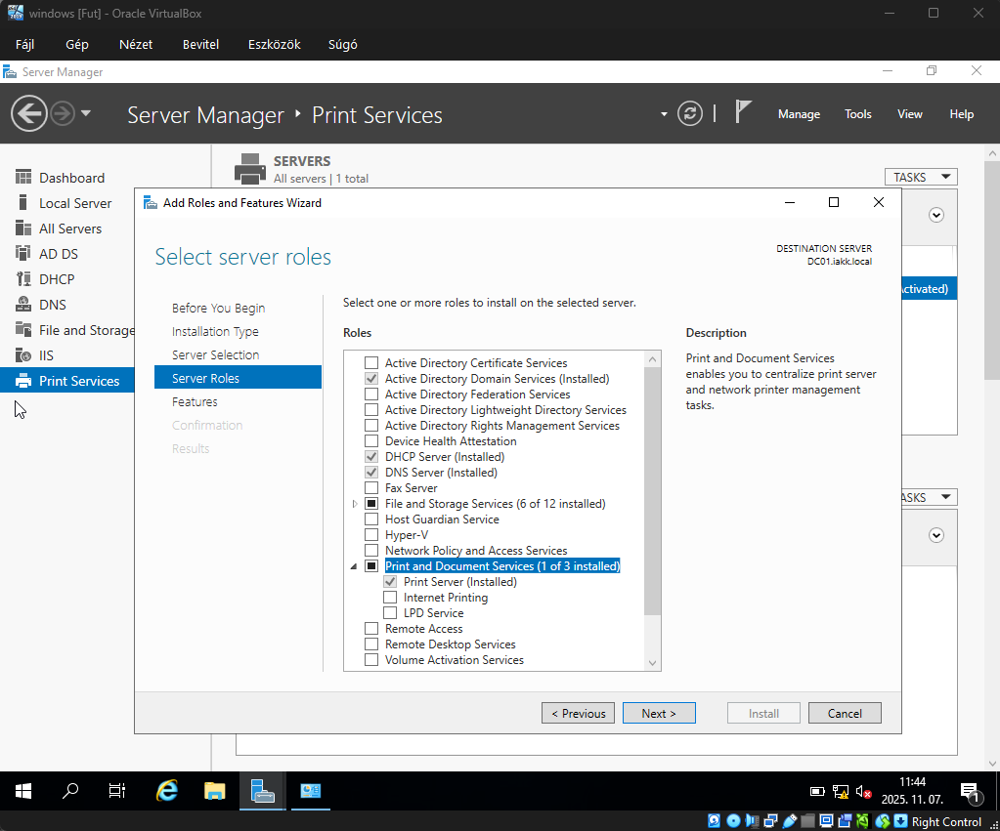 windows [Fut] - Oracle VirtualBox
Fájl Gép Nézet Bevitel Eszközök Súgó
Server Manager
Server Manager Print Services
Manage Tools View Help
Dashboard
Local Server
All Servers
AD DS
DHCP
DNS
File and Storage
IIS
Print Services
SERVERS
All servers | 1 total
TASKS
ctivated)
ASKS
Add Roles and Features Wizard
Select server roles
DESTINATION SERVER
DC01.iakk.local
Before You Begin
Installation Type
Server Selection
Server Roles
Features
Confirmation
Results
Select one or more roles to install on the selected server.
Roles
Active Directory Certificate Services
Active Directory Domain Services (Installed)
Active Directory Federation Services
Active Directory Lightweight Directory Services
Active Directory Rights Management Services
Device Health Attestation
DHCP Server (Installed)
DNS Server (Installed)
Fax Server
File and Storage Services (6 of 12 installed)
Host Guardian Service
Hyper-V
Network Policy and Access Services
Print and Document Services (1 of 3 installed)
Print Server (Installed)
Internet Printing
LPD Service
Remote Access
Remote Desktop Services
Volume Activation Services
Description
Print and Document Services
enables you to centralize print server
and network printer management
tasks.
< Previous Next > Install Cancel
11:44
2025. 11. 07.
1
Right Control